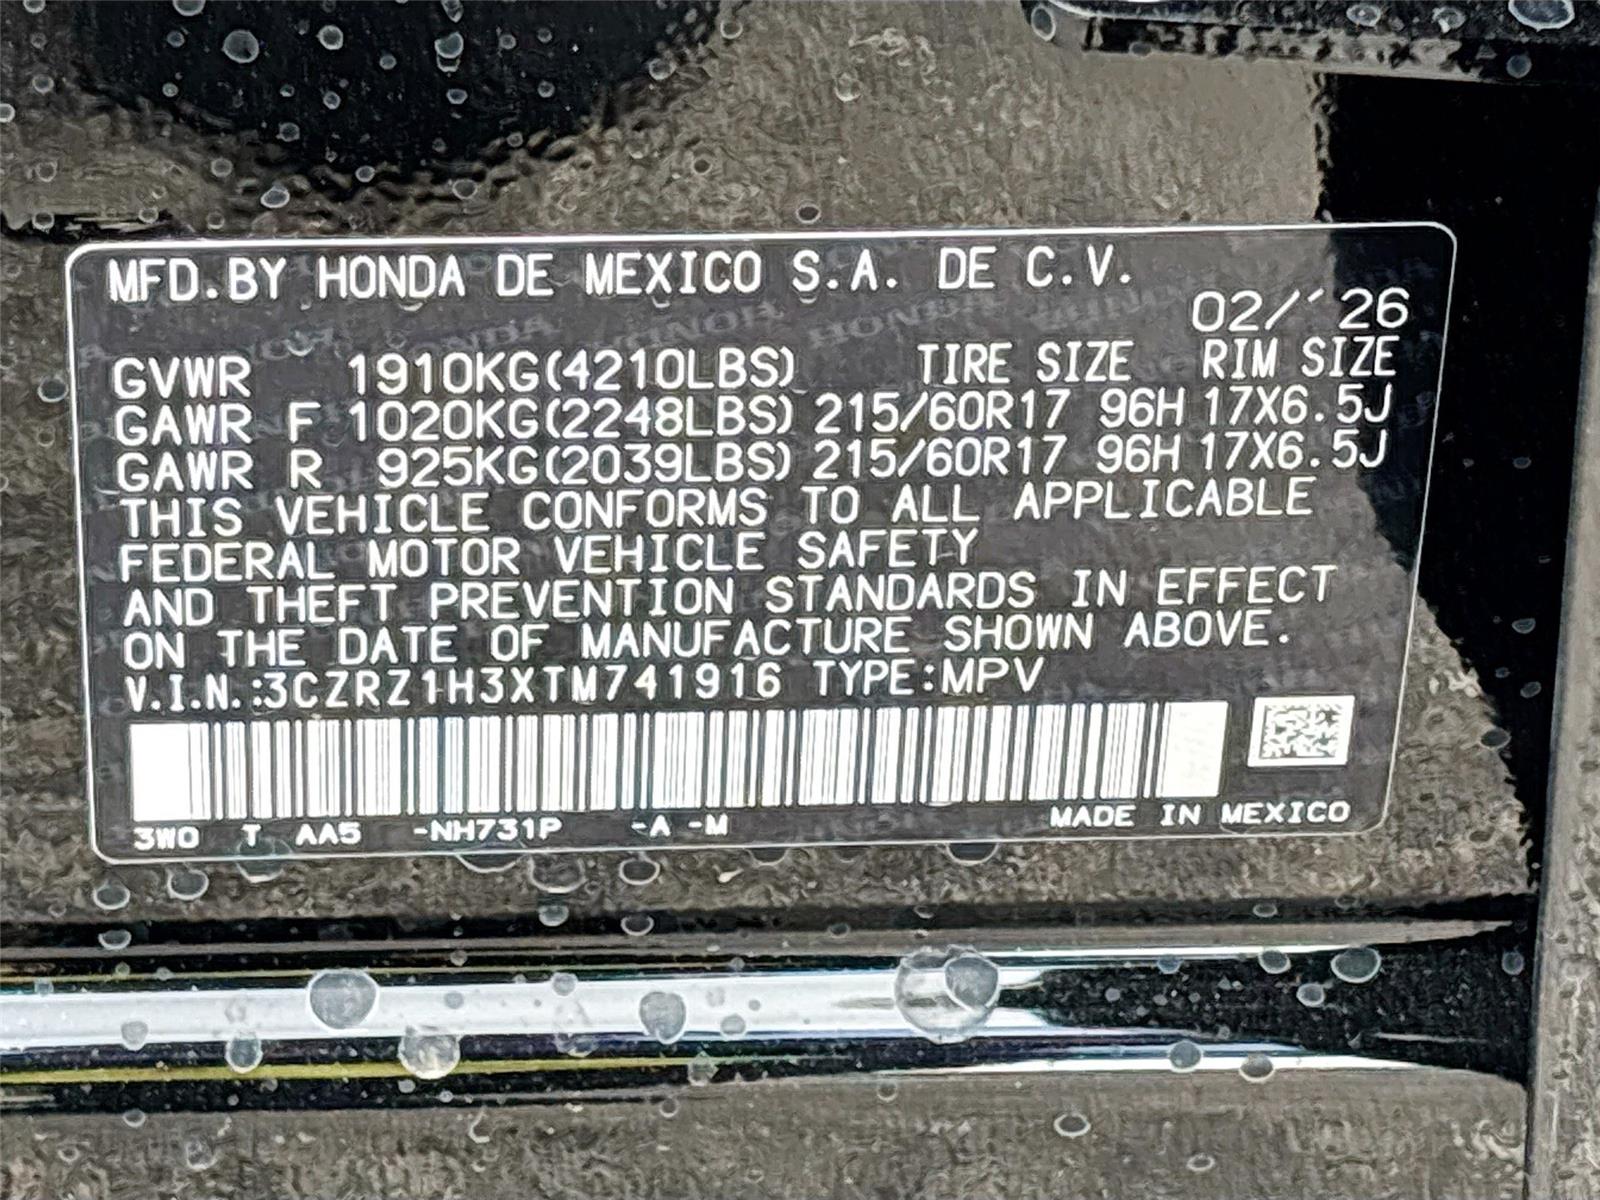 MFD.BY HONDA DE MEXICO S.A. DE C.V.
02/'26
GVWR 1910KG(4210LBS) TIRE SIZE RIM SIZE
GAWR F 1020KG(2248LBS) 215/60R17 96H 17X6.5J
GAWR R 925KG(2039LBS) 215/60R17 96H 17X6.5J
THIS VEHICLE CONFORMS TO ALL APPLICABLE
FEDERAL MOTOR VEHICLE SAFETY
AND THEFT PREVENTION STANDARDS IN EFFECT
ON THE DATE OF MANUFACTURE SHOWN ABOVE.
V.I.N.:3CZRZ1H3XTM741916 TYPE:MPV
3W0 T AA5 -NH731P -A -M MADE IN MEXICO